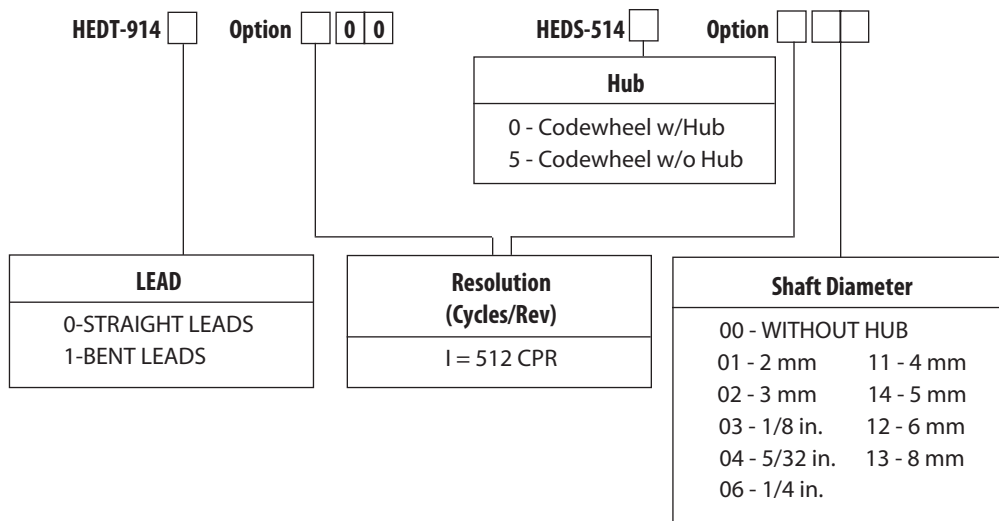 HEDT-914 Option 0 0 HEDS-514 Option
Hub
0 - Codewheel w/Hub
5 - Codewheel w/o Hub
LEAD
0-STRAIGHT LEADS
1-BENT LEADS
Resolution
(Cycles/Rev)
I = 512 CPR
Shaft Diameter
00 - WITHOUT HUB
01 - 2 mm 11 - 4 mm
02 - 3 mm 14 - 5 mm
03 - 1/8 in. 12 - 6 mm
04 - 5/32 in. 13 - 8 mm
06 - 1/4 in.